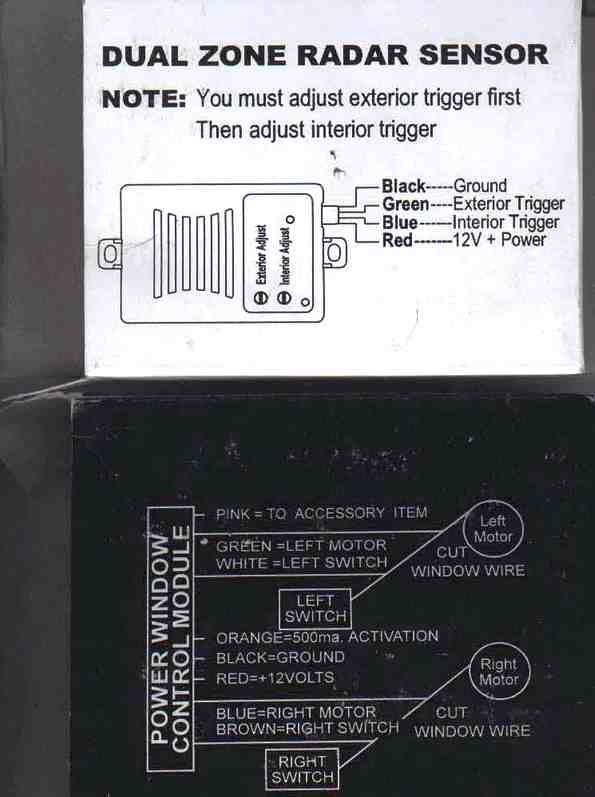 DUAL ZONE RADAR SENSOR
NOTE: You must adjust exterior trigger first
Then adjust interior trigger
Black-----Ground
Green----Exterior Trigger
Blue-----Interior Trigger
Red-------12V + Power
Exterior Adjust
Interior Adjust
POWER WINDOW
CONTROL MODULE
PINK = TO ACCESSORY ITEM
GREEN =LEFT MOTOR
WHITE =LEFT SWITCH
Left
Motor
CUT
WINDOW WIRE
LEFT
SWITCH
ORANGE=500ma. ACTIVATION
BLACK=GROUND
RED=+12VOLTS
BLUE=RIGHT MOTOR
BROWN=RIGHT SWITCH
Right
Motor
CUT
WINDOW WIRE
RIGHT
SWITCH